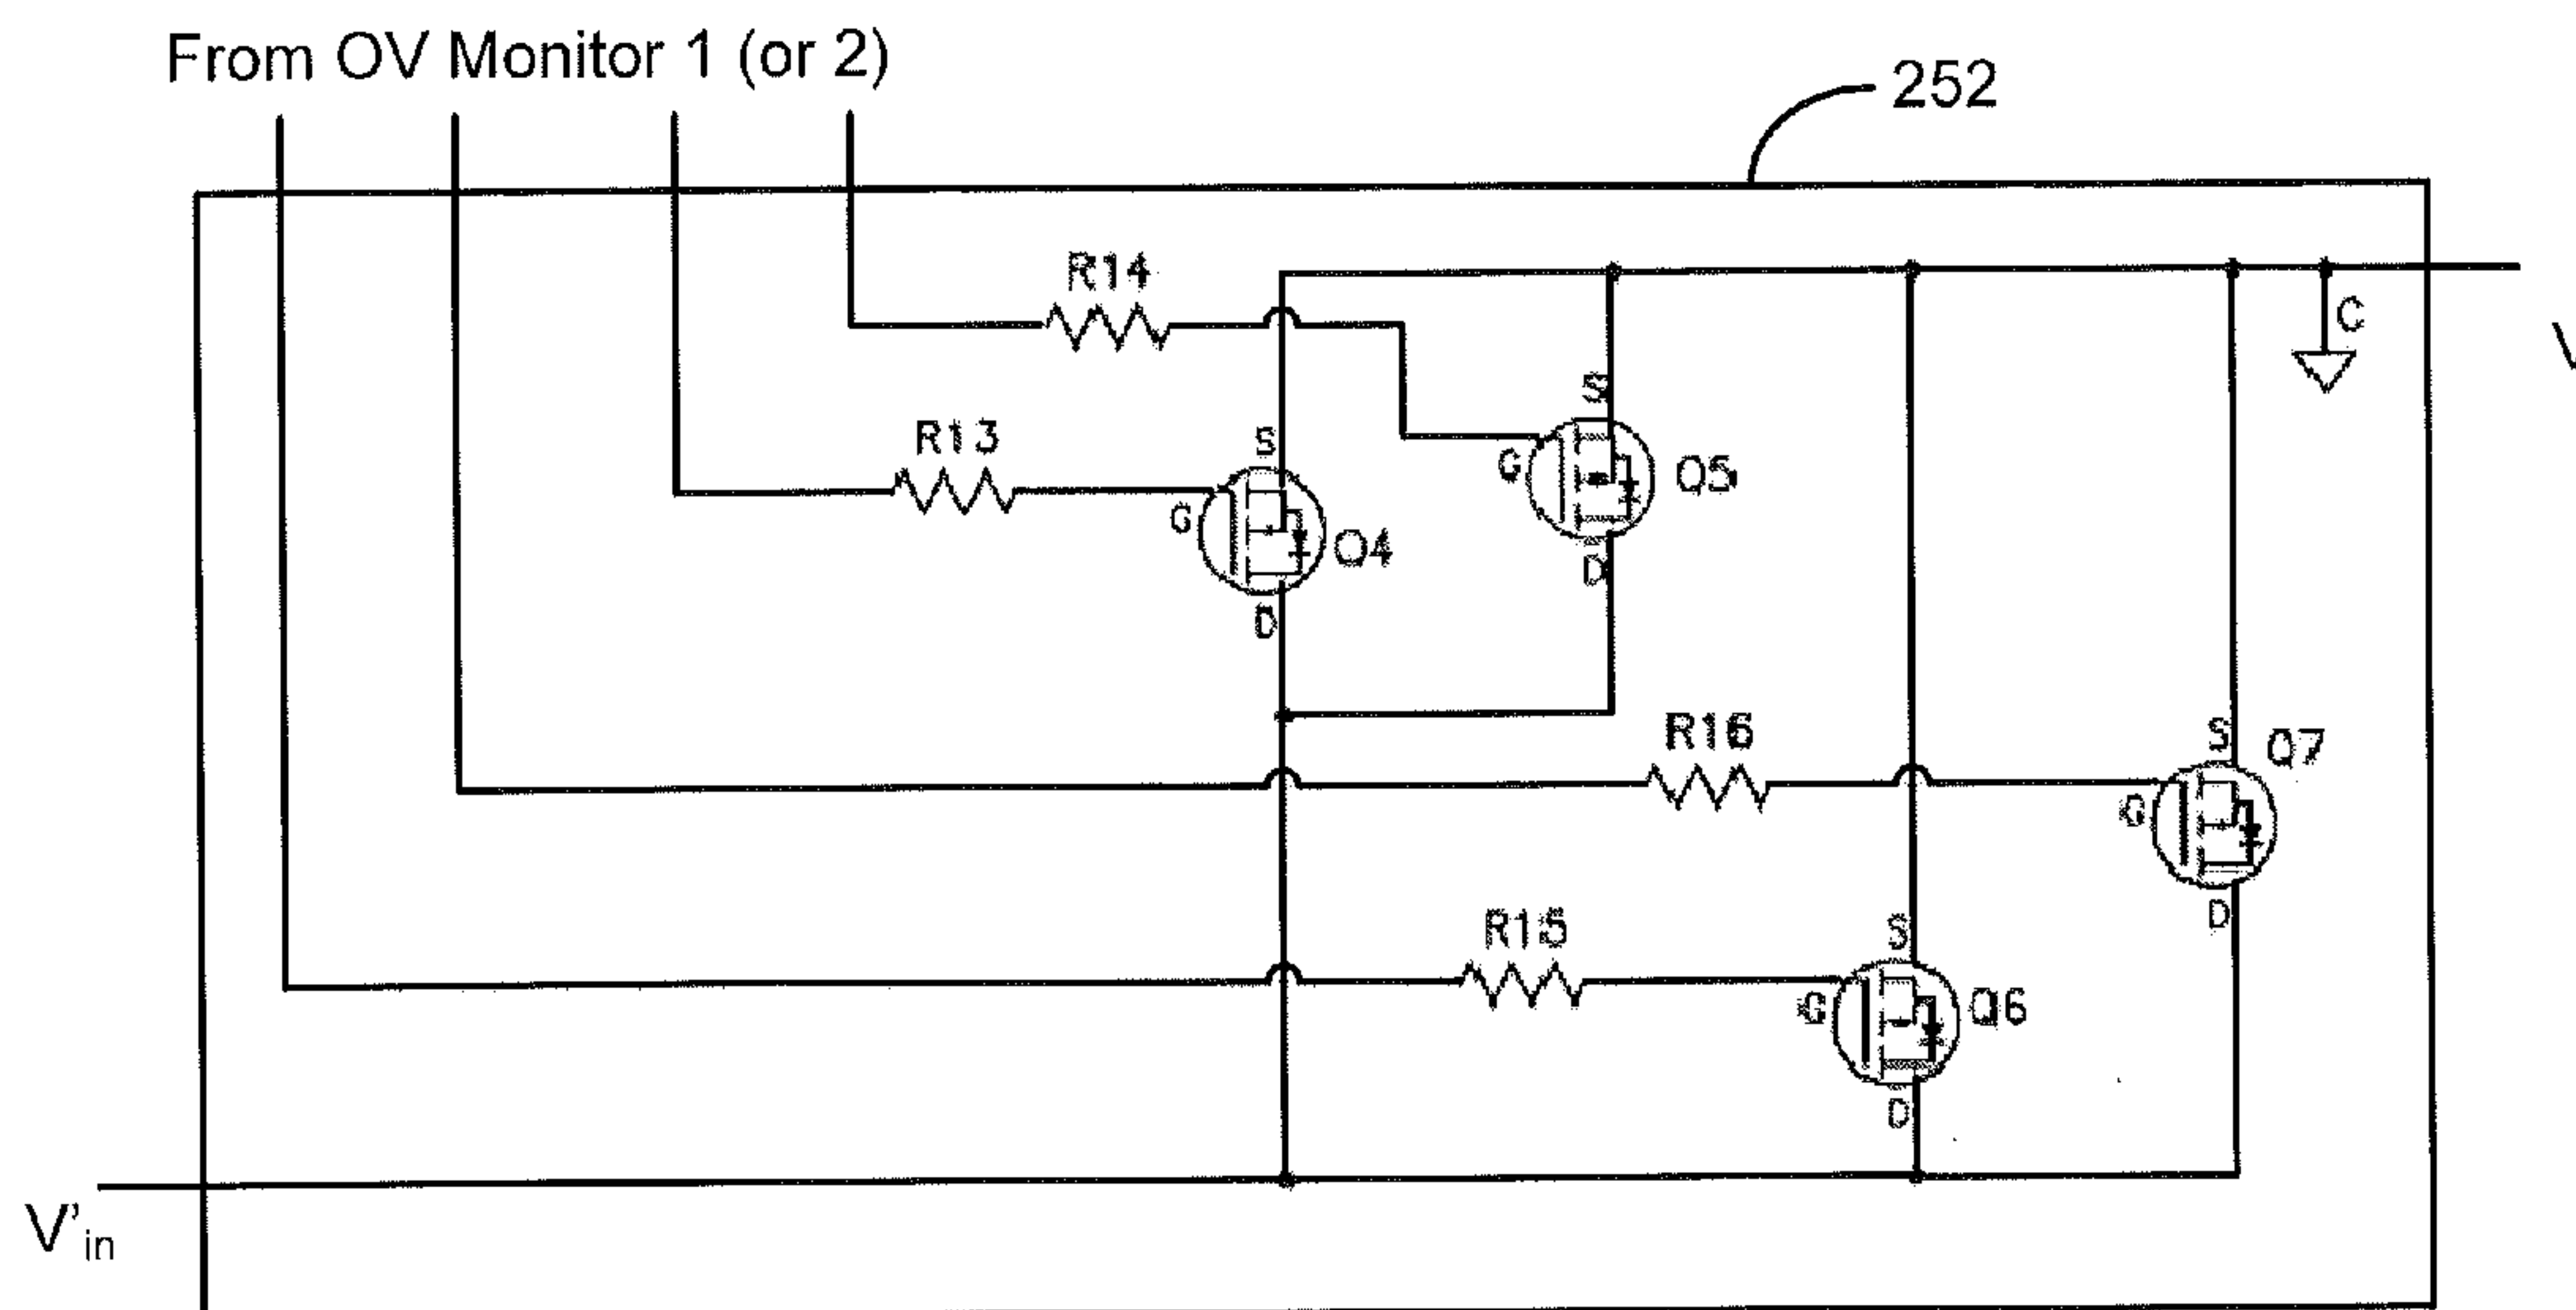 From OV Monitor 1 (or 2)
252
R14
C
V
S
R13
S
G
Q5
G
Q4
D
D
R16
S
Q7
G
R15
S
D
G
Q6
D
V'in